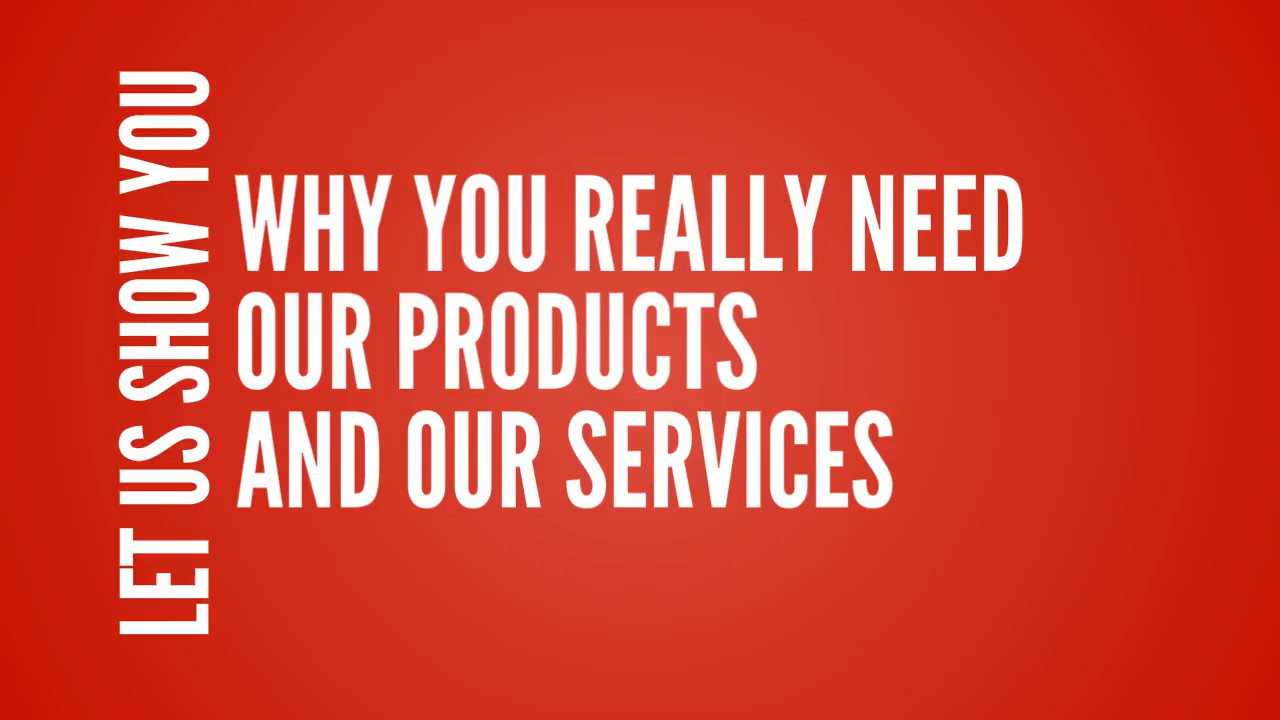 LET US SHOW YOU
WHY YOU REALLY NEED
OUR PRODUCTS
AND OUR SERVICES